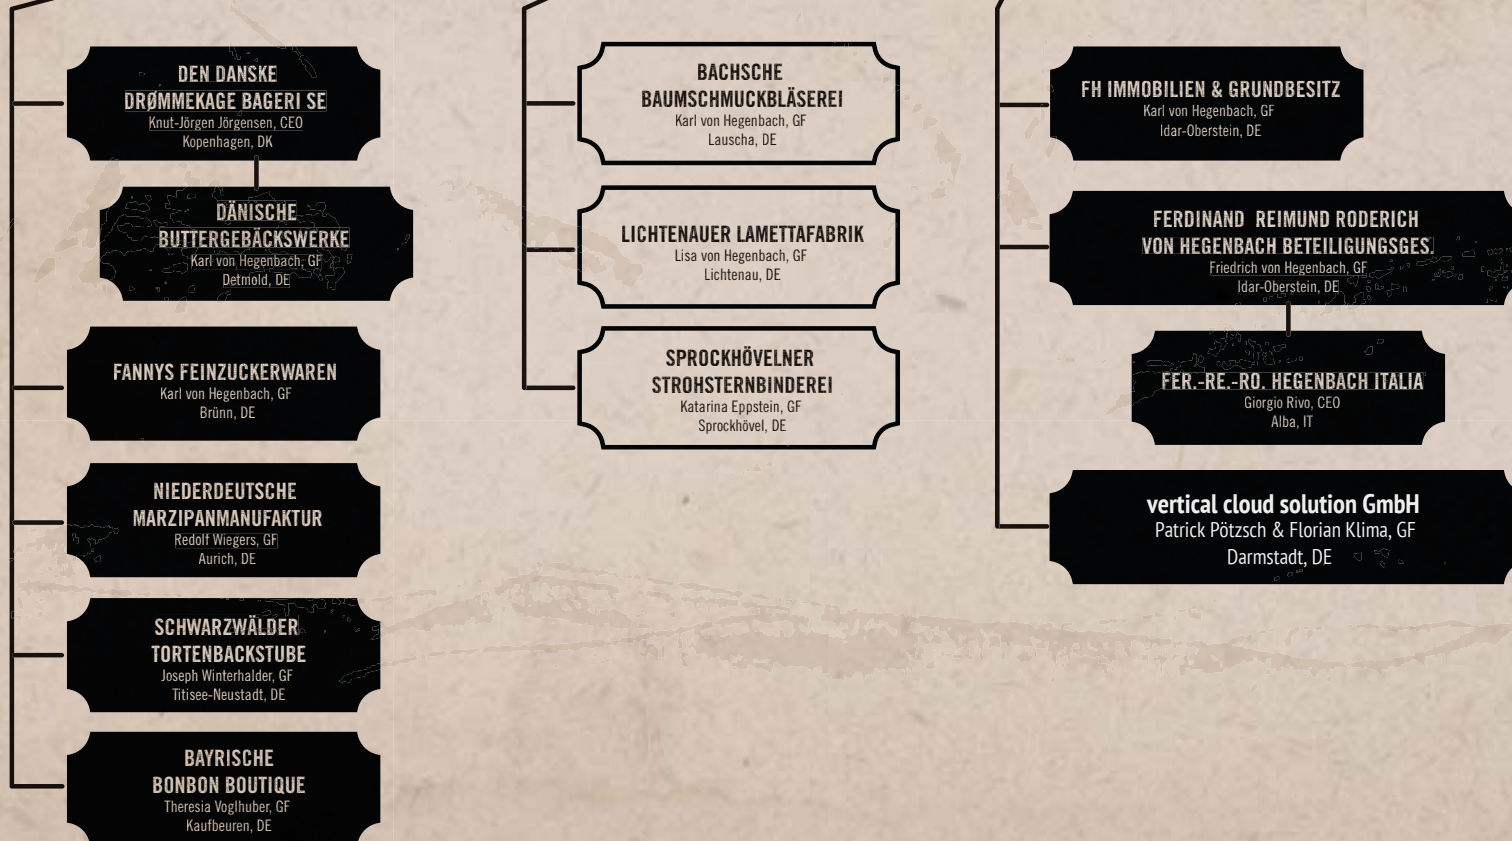 DEN DANSKE
DRØMMEKAGE BAGERI SE
Knut-Jörgen Jörgensen, CEO
Kopenhagen, DK
DÄNISCHE
BUTTERGEBÄCKSWERKE
Karl von Hegenbach, GF
Detmold, DE
FANNYS FEINZUCKERWAREN
Karl von Hegenbach, GF
Brünn, DE
NIEDERDEUTSCHE
MARZIPANMANUFAKTUR
Redolf Wiegers, GF
Aurich, DE
SCHWARZWÄLDER
TORTENBACKSTUBE
Joseph Winterhalder, GF
Titisee-Neustadt, DE
BAYRISCHE
BONBON BOUTIQUE
Theresia Voglhuber, GF
Kaufbeuren, DE
BACHSCHE
BAUMSCHMUCKBLÄSEREI
Karl von Hegenbach, GF
Lauscha, DE
LICHTENAUER LAMETTAFABRIK
Lisa von Hegenbach, GF
Lichtenau, DE
SPROCKHÖVELNER
STROHSTERNBINDEREI
Katarina Eppstein, GF
Sprockhövel, DE
FH IMMOBILIEN & GRUNDBESITZ
Karl von Hegenbach, GF
Idar-Oberstein, DE
FERDINAND REIMUND RODERICH
VON HEGENBACH BETEILIGUNGSGES.
Friedrich von Hegenbach, GF
Idar-Oberstein, DE
FER.-RE.-RO. HEGENBACH ITALIA
Giorgio Rivo, CEO
Alba, IT
vertical cloud solution GmbH
Patrick Pötzsch & Florian Klima, GF
Darmstadt, DE